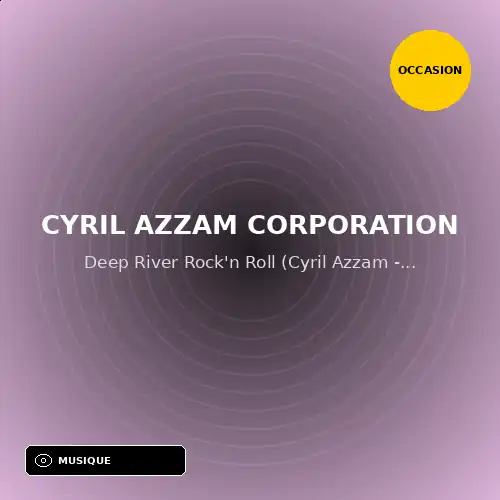 OCCASION
CYRIL AZZAM CORPORATION
Deep River Rock'n Roll (Cyril Azzam -...
MUSIQUE